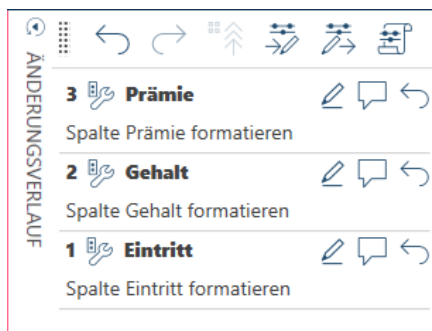 ÄNDERUNGSVERLAUF
3 Prämie
Spalte Prämie formatieren
2 Gehalt
Spalte Gehalt formatieren
1 Eintritt
Spalte Eintritt formatieren